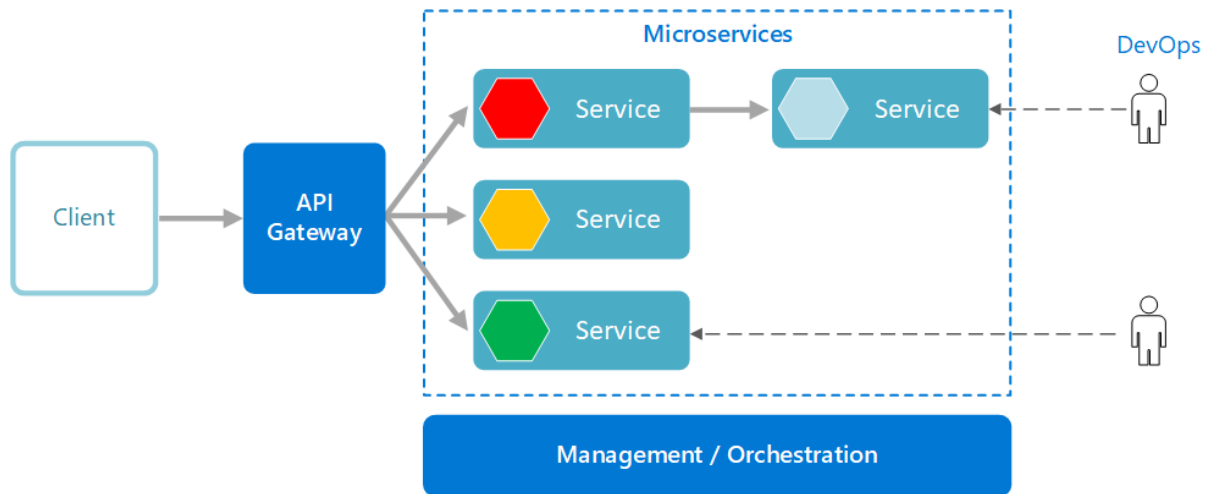 Microservices
DevOps
Service
Service
Client
API
Gateway
Service
Service
Management / Orchestration